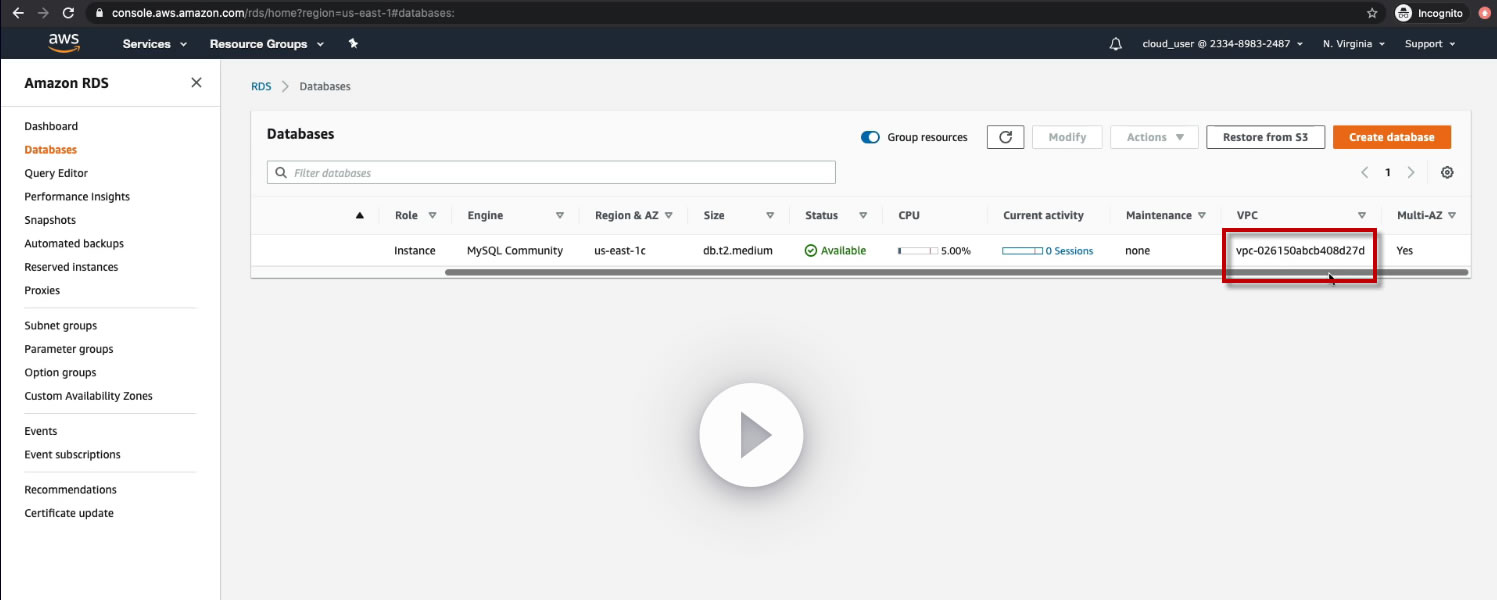 console.aws.amazon.com/rds/home?region=us-east-1#databases:
Incognito
aws
Services
Resource Groups
cloud_user @ 2334-8983-2487
N. Virginia
Support
Amazon RDS
Dashboard
Databases
Query Editor
Performance Insights
Snapshots
Automated backups
Reserved instances
Proxies
Subnet groups
Parameter groups
Option groups
Custom Availability Zones
Events
Event subscriptions
Recommendations
Certificate update
RDS > Databases
Databases
Group resources
Modify
Actions
Restore from S3
Create database
Filter databases
1
Role Engine Region & AZ Size Status CPU Current activity Maintenance VPC Multi-AZ
Instance MySQL Community us-east-1c db.t2.medium Available 5.00% 0 Sessions none vpc-026150abcb408d27d Yes